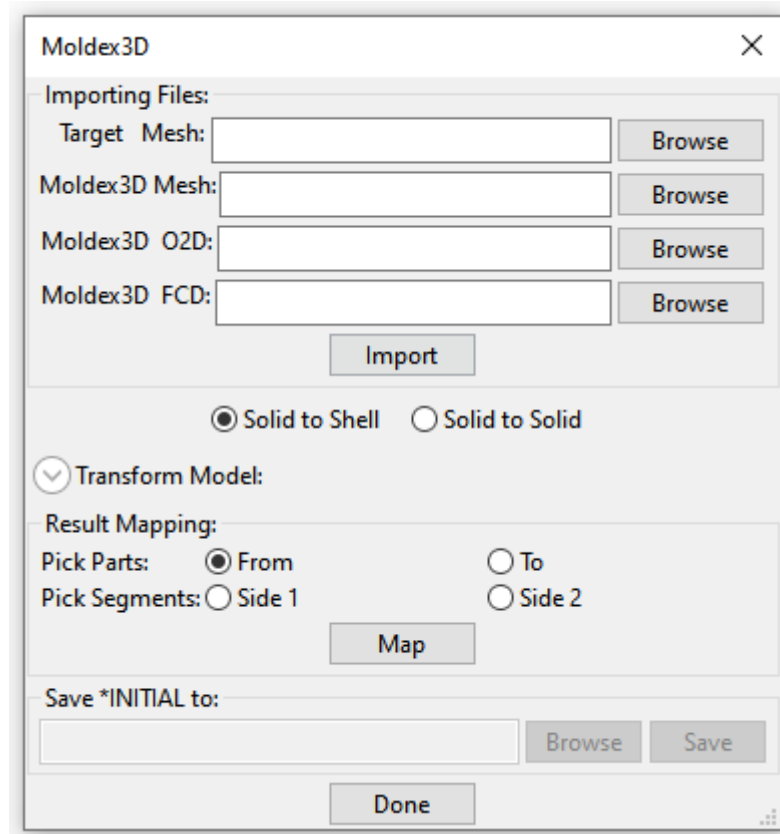 Moldex3D
Importing Files:
Target Mesh: Browse
Moldex3D Mesh: Browse
Moldex3D O2D: Browse
Moldex3D FCD: Browse
Import
Solid to Shell Solid to Solid
Transform Model:
Result Mapping:
Pick Parts: From To
Pick Segments: Side 1 Side 2
Map
Save *INITIAL to:
Browse Save
Done